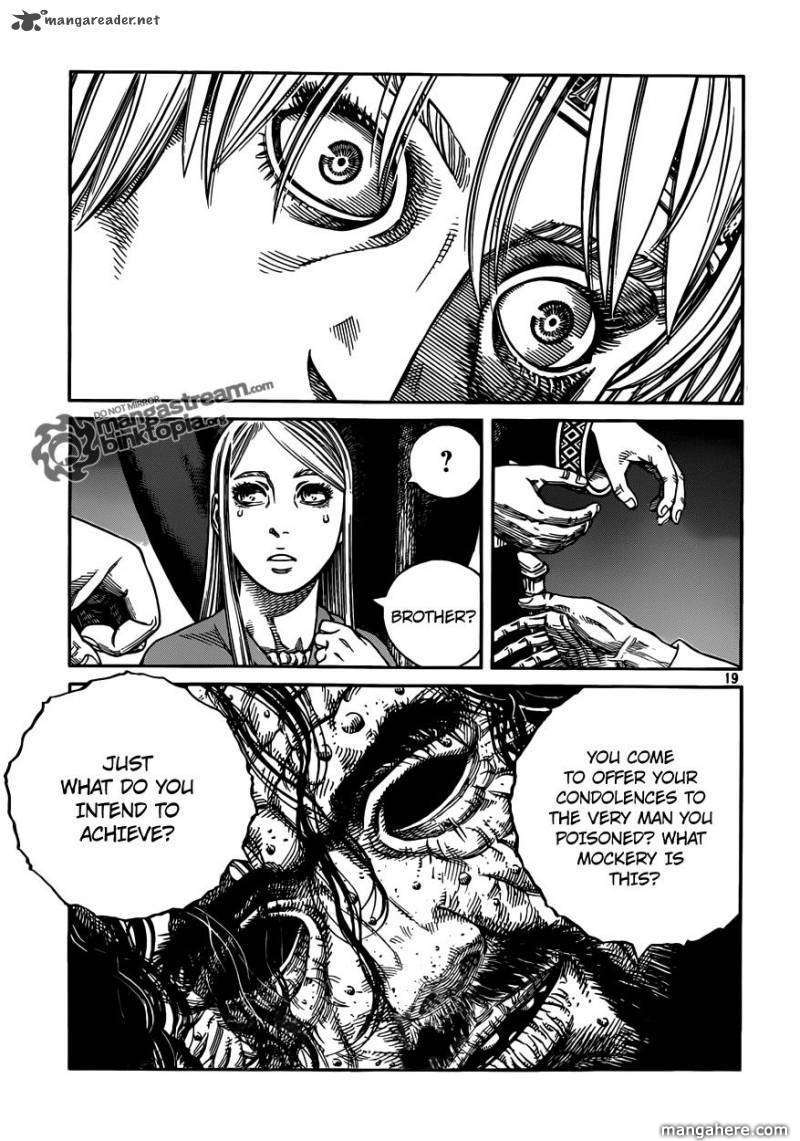 mangareader.net
DO NOT MIRROR
mangastream.com
binktopia.org
?
BROTHER?
19
JUST
WHAT DO YOU
INTEND TO
ACHIEVE?
YOU COME
TO OFFER YOUR
CONDOLENCES TO
THE VERY MAN YOU
POISONED? WHAT
MOCKERY IS
THIS?
mangahere.com